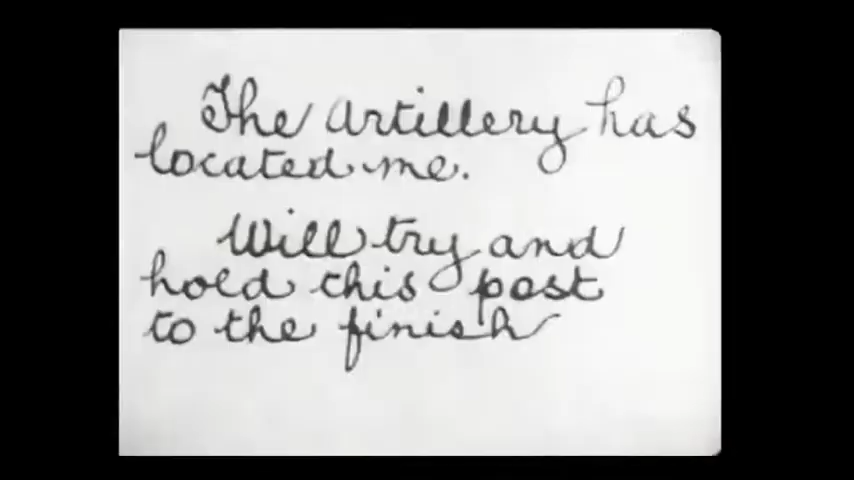 The Artillery has
located me.
Will try and
hold this post
to the finish